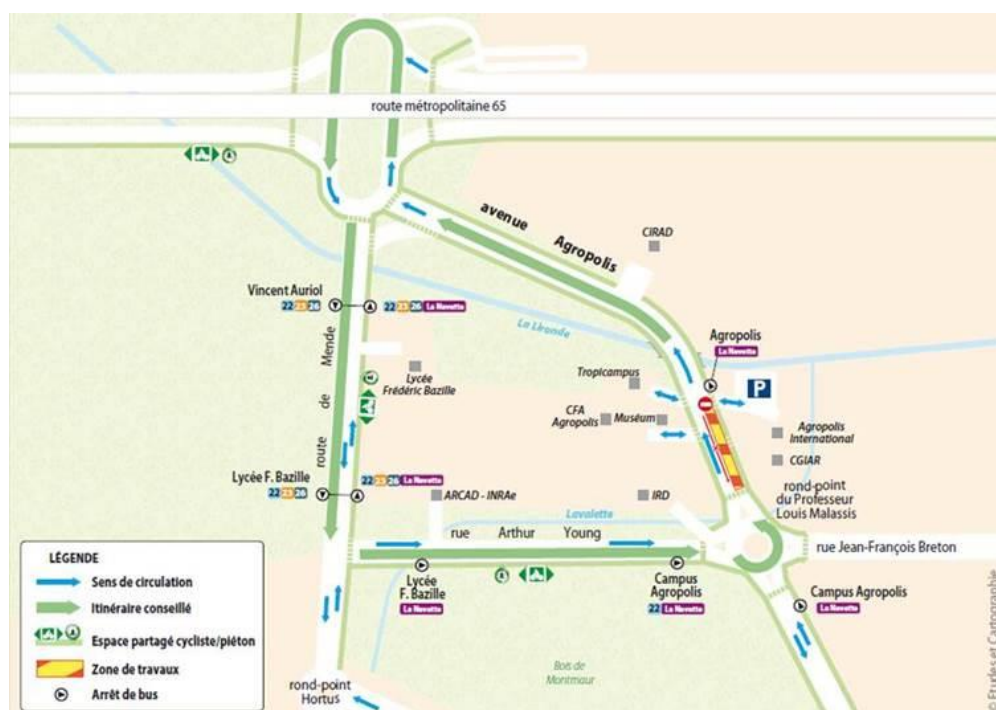 route métropolitaine 65
avenue Agropolis
CIRAD
Vincent Auriol
22 23 26
22 23 26 La Navette
La Lironde
Agropolis
La Navette
P
route de Mende
Lycée
Frédéric Bazille
Tropicampus
CFA
Agropolis
Muséum
Agropolis
International
CGIAR
Lycée F. Bazille
22 23 26
22 23 26 La Navette
ARCAD - INRAe
IRD
rond-point
du Professeur
Louis Malassis
Lavalette
rue Arthur Young
rue Jean-François Breton
Lycée
F. Bazille
La Navette
Campus
Agropolis
22 La Navette
Campus Agropolis
La Navette
Bois de
Montmaur
rond-point
Hortus
LÉGENDE
Sens de circulation
Itinéraire conseillé
Espace partagé cycliste/piéton
Zone de travaux
Arrêt de bus
© Etudes et Cartographie